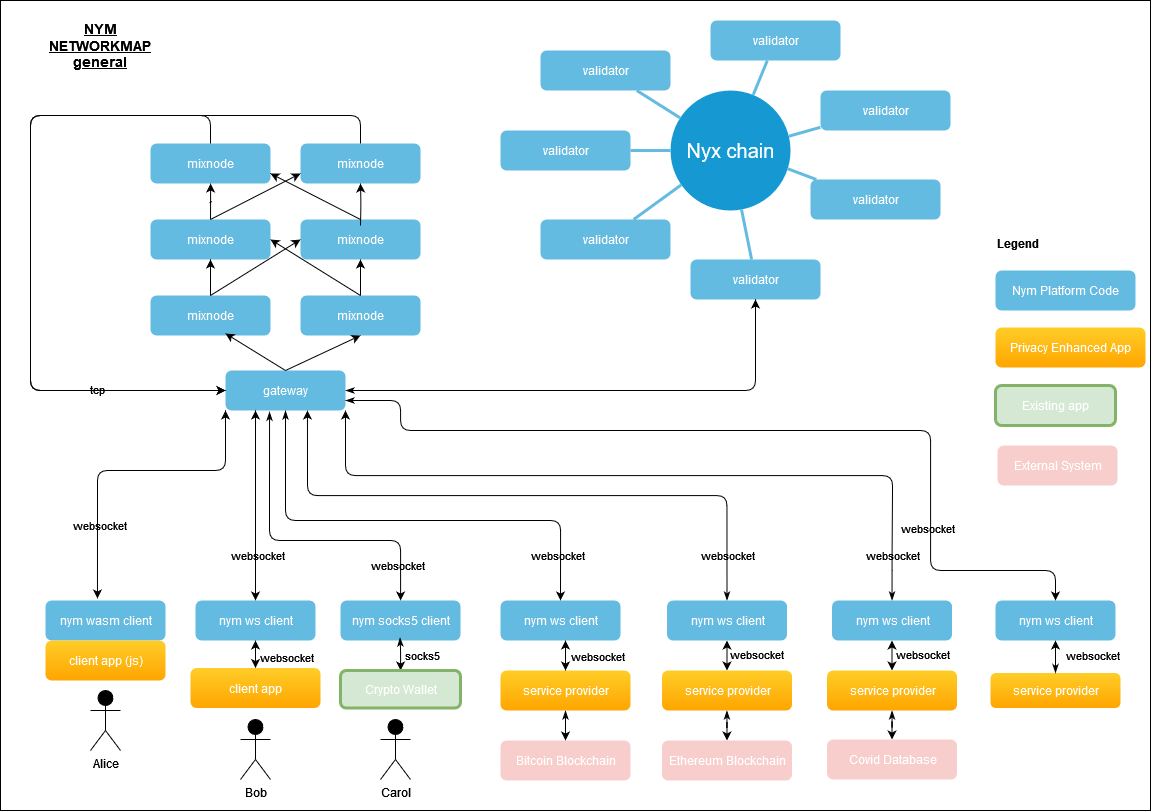 NYM
NETWORKMAP
general
validator
validator
validator
validator
validator
validator
validator
Nyx chain
mixnode
mixnode
mixnode
mixnode
mixnode
mixnode
Legend
Nym Platform Code
Privacy Enhanced App
Existing app
External System
tcp
gateway
websocket
websocket
websocket
websocket
websocket
websocket
websocket
nym wasm client
nym ws client
nym socks5 client
nym ws client
nym ws client
nym ws client
nym ws client
client app (js)
websocket
socks5
websocket
websocket
websocket
websocket
client app
Crypto Wallet
service provider
service provider
service provider
service provider
Bitcoin Blockchain
Ethereum Blockchain
Covid Database
Alice
Bob
Carol